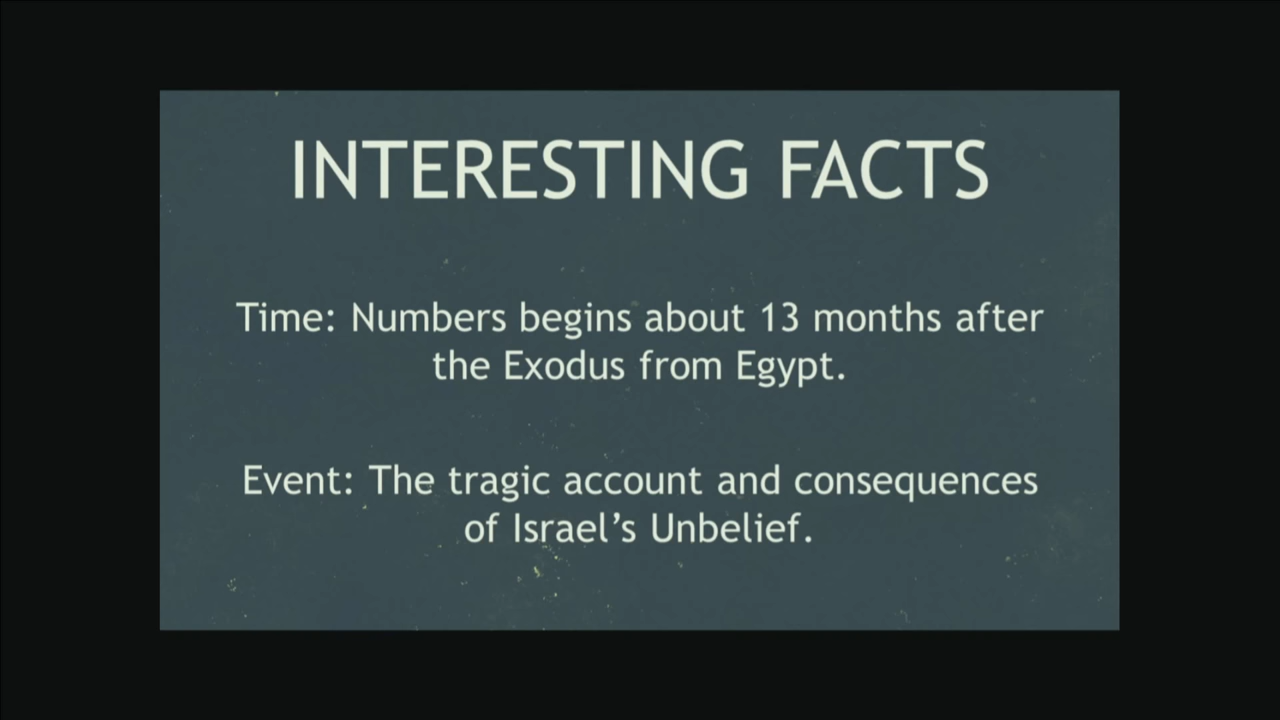 INTERESTING FACTS
Time: Numbers begins about 13 months after
the Exodus from Egypt.
Event: The tragic account and consequences
of Israel’s Unbelief.